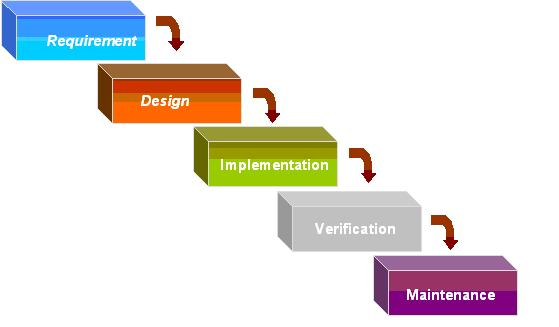 Requirement
Design
Implementation
Verification
Maintenance